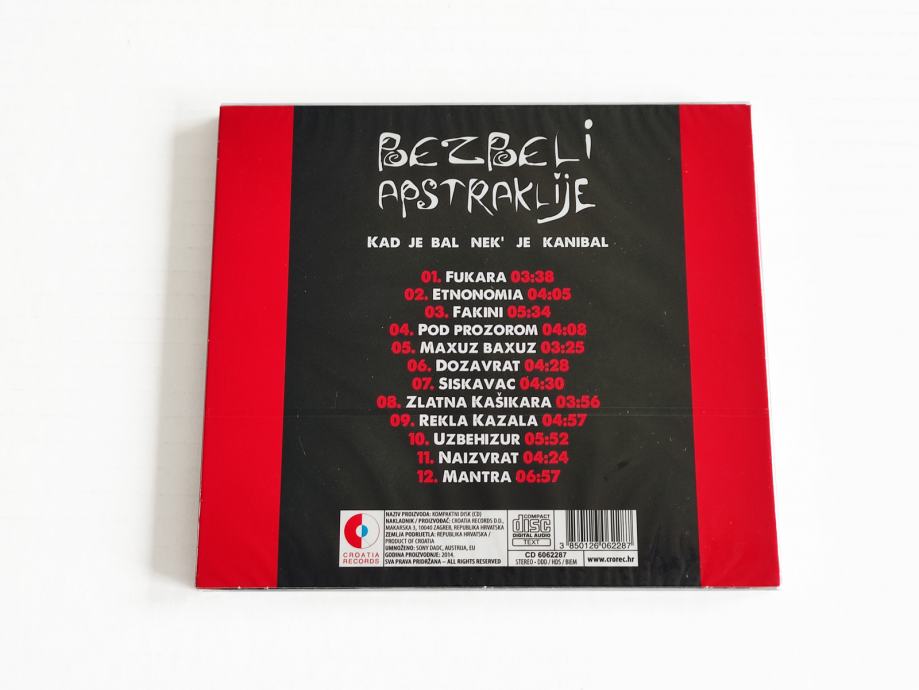 BEZBELI
APSTRAKLIJE
KAD JE BAL NEK' JE KANIBAL
01. FUKARA 03:38
02. ETNONOMIA 04:05
03. FAKINI 05:34
04. POD PROZOROM 04:08
05. MAXUZ BAXUZ 03:25
06. DOZAVRAT 04:28
07. SISKAVAC 04:30
08. ZLATNA KAŠIKARA 03:56
09. REKLA KAZALA 04:57
10. UZBEHIZUR 05:52
11. NAIZVRAT 04:24
12. MANTRA 06:57
CROATIA
RECORDS
NAZIV PROIZVODA: KOMPAKTNI DISK (CD)
NAKLADNIK / PROIZVOĐAČ: CROATIA RECORDS D.D.,
MAKARSKA 3, 10040 ZAGREB, REPUBLIKA HRVATSKA
ZEMLJA PODRIJETLA: REPUBLIKA HRVATSKA /
PRODUCT OF CROATIA
UMNOŽENO: SONY DADC, AUSTRIJA, EU
GODINA PROIZVODNJE: 2014.
SVA PRAVA PRIDRŽANA – ALL RIGHTS RESERVED
COMPACT
disc
DIGITAL AUDIO
TEXT
CD 6062287
STEREO - DDD / HDS / BIEM
3 850126 062287
www.crorec.hr